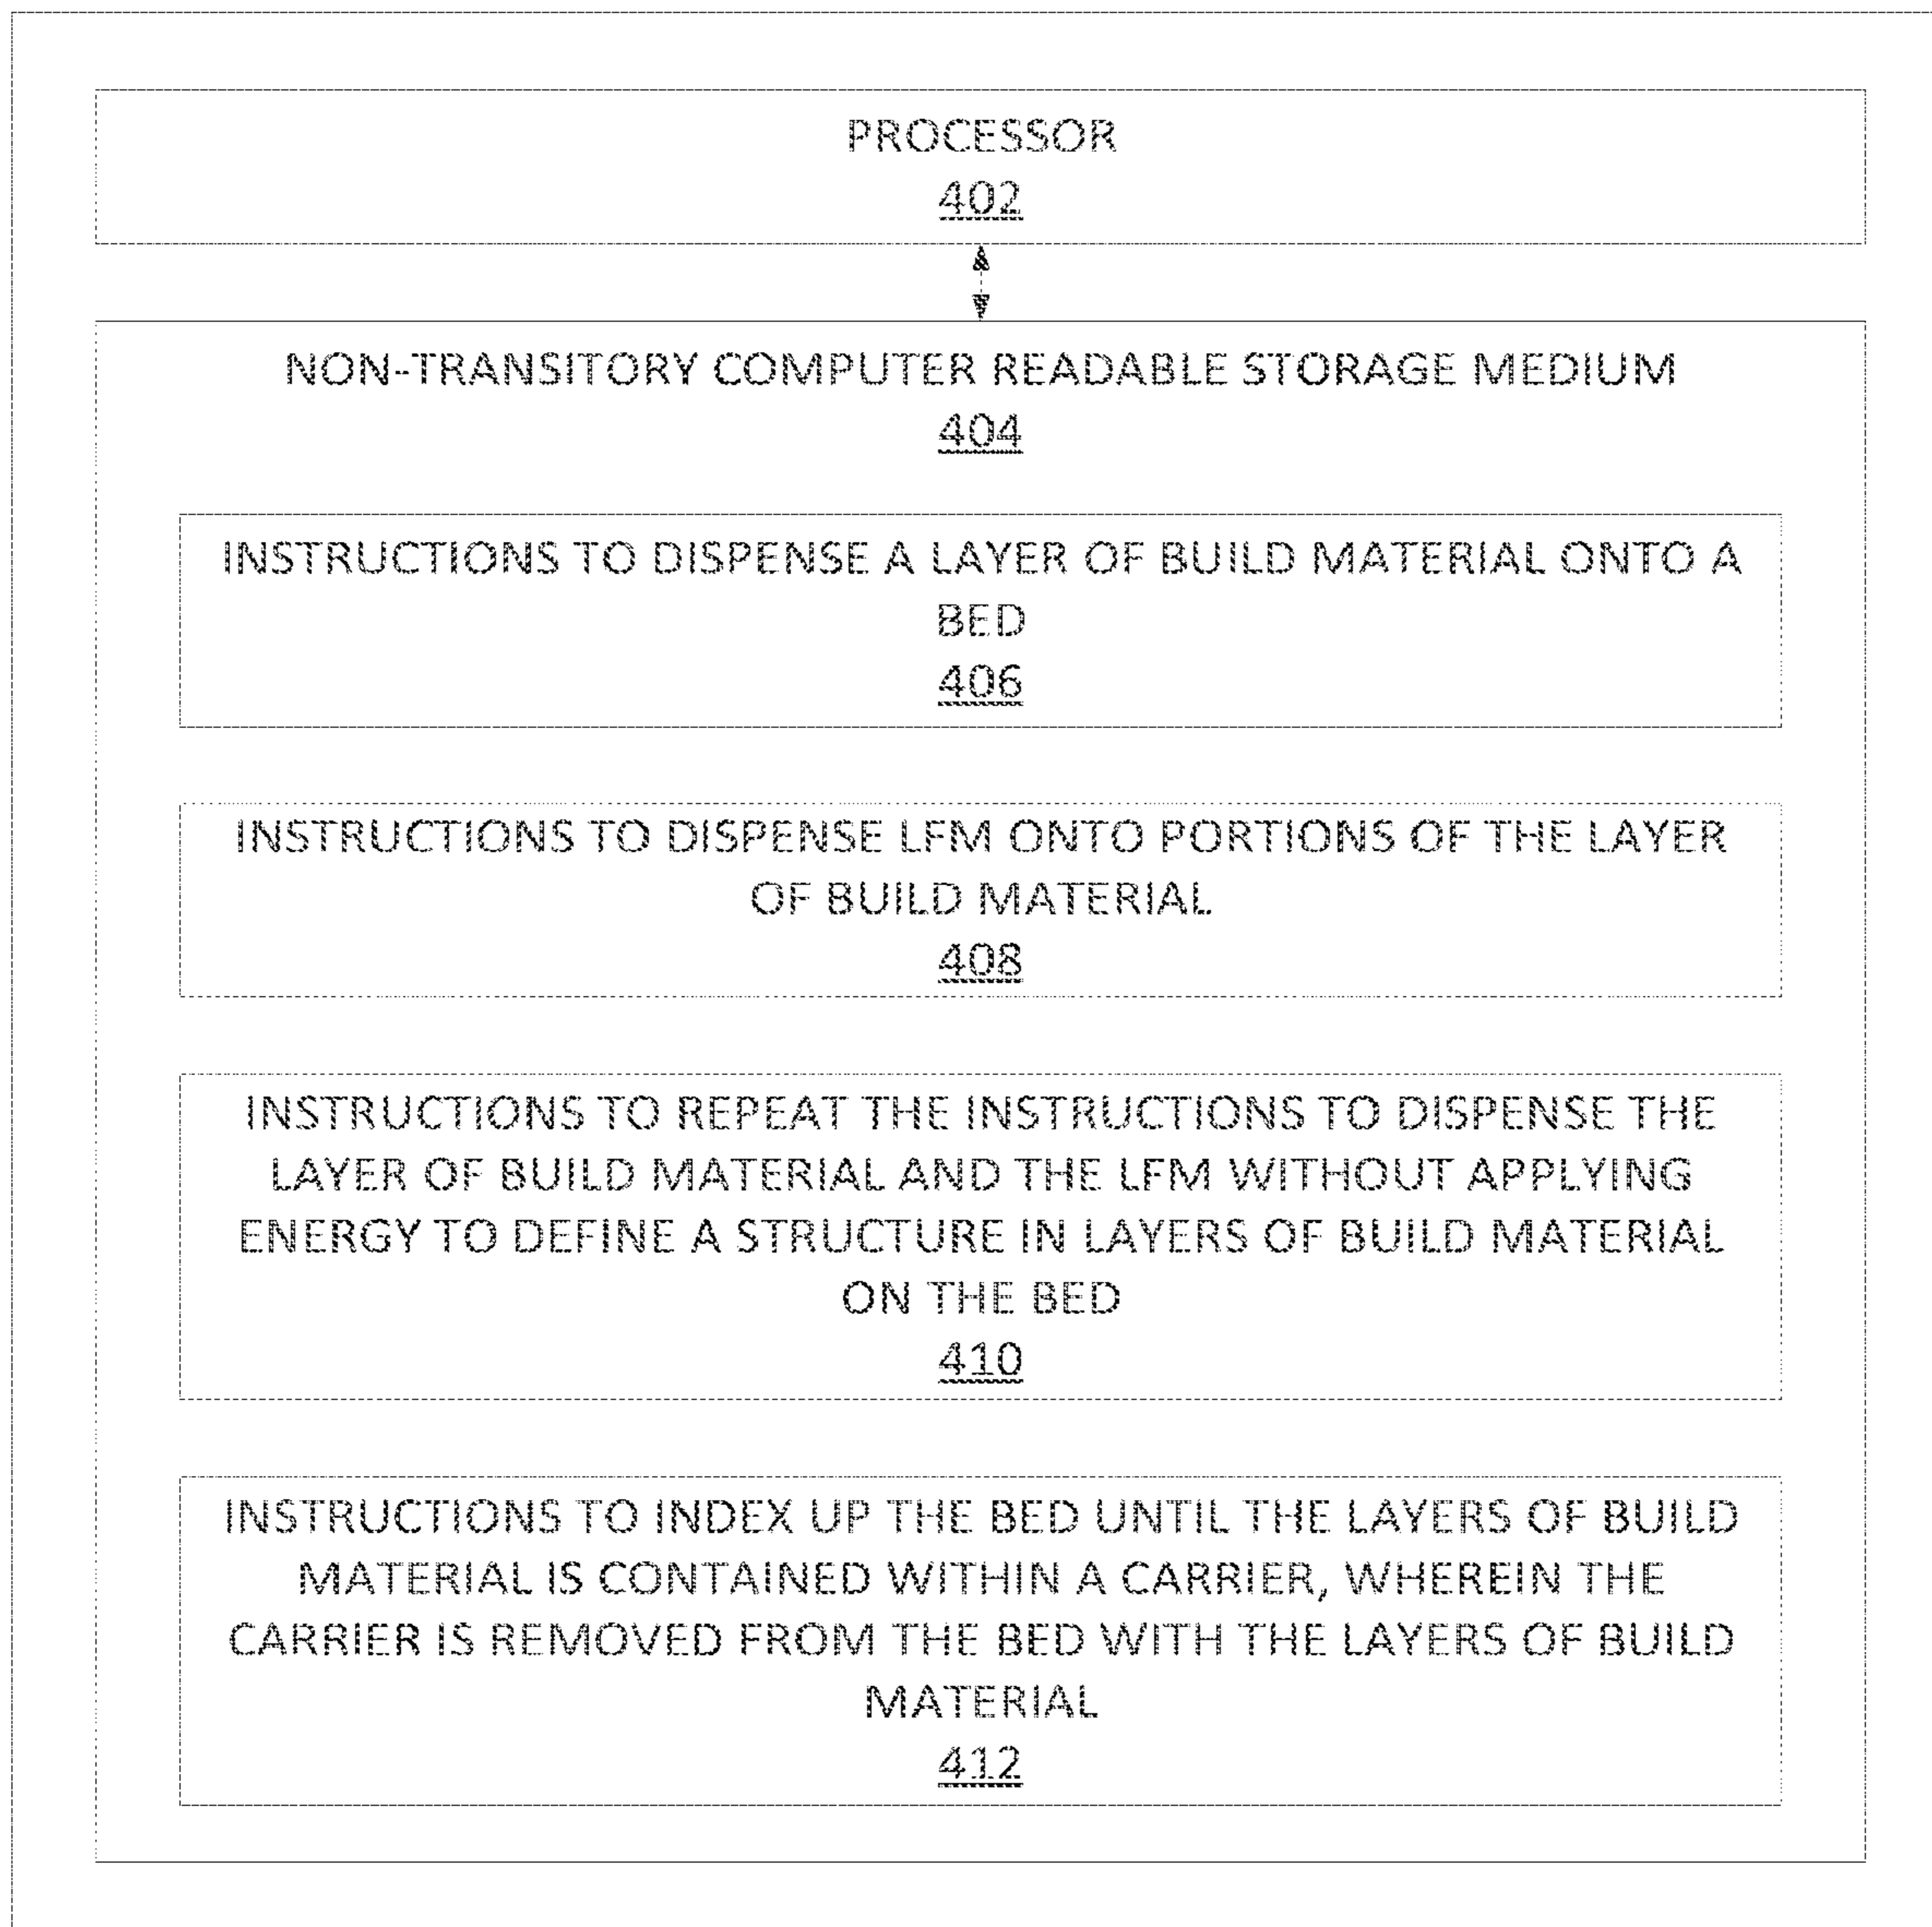 PROCESSOR
402
NON-TRANSITORY COMPUTER READABLE STORAGE MEDIUM
404
INSTRUCTIONS TO DISPENSE A LAYER OF BUILD MATERIAL ONTO A
BED
406
INSTRUCTIONS TO DISPENSE LFM ONTO PORTIONS OF THE LAYER
OF BUILD MATERIAL
408
INSTRUCTIONS TO REPEAT THE INSTRUCTIONS TO DISPENSE THE
LAYER OF BUILD MATERIAL AND THE LFM WITHOUT APPLYING
ENERGY TO DEFINE A STRUCTURE IN LAYERS OF BUILD MATERIAL
ON THE BED
410
INSTRUCTIONS TO INDEX UP THE BED UNTIL THE LAYERS OF BUILD
MATERIAL IS CONTAINED WITHIN A CARRIER, WHEREIN THE
CARRIER IS REMOVED FROM THE BED WITH THE LAYERS OF BUILD
MATERIAL
412